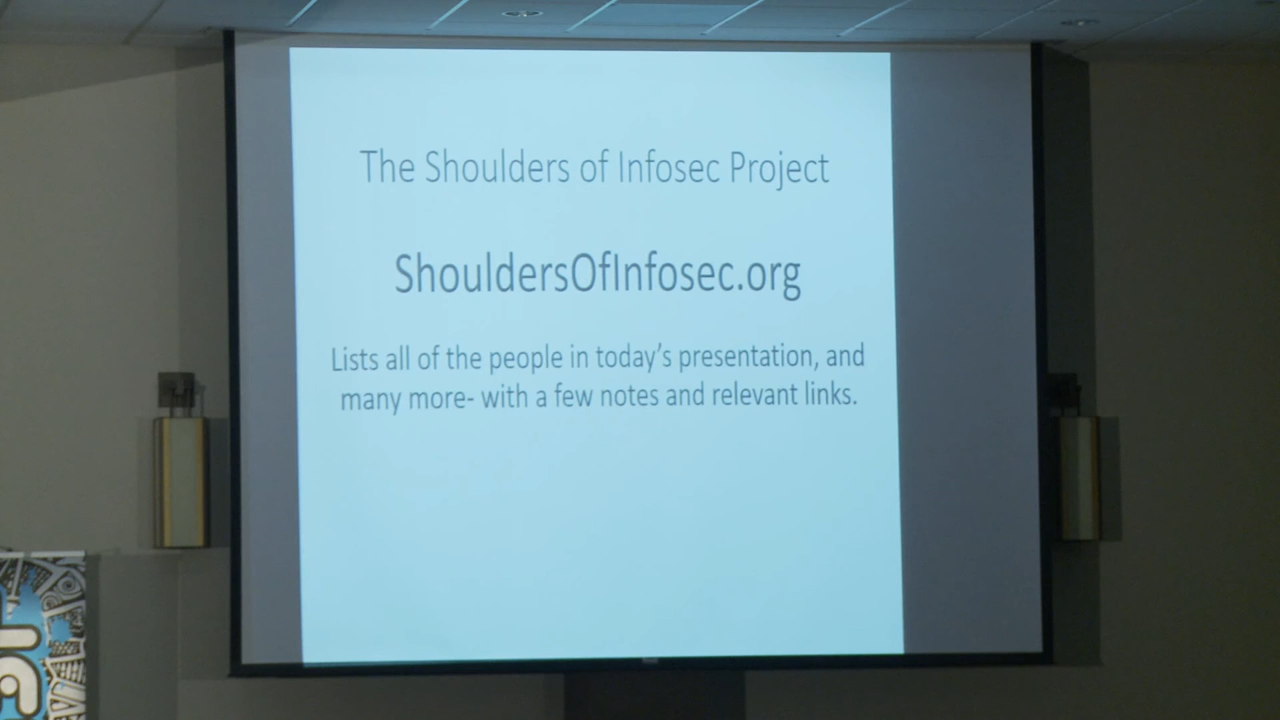 The Shoulders of Infosec Project
ShouldersOfInfosec.org
Lists all of the people in today's presentation, and
many more- with a few notes and relevant links.